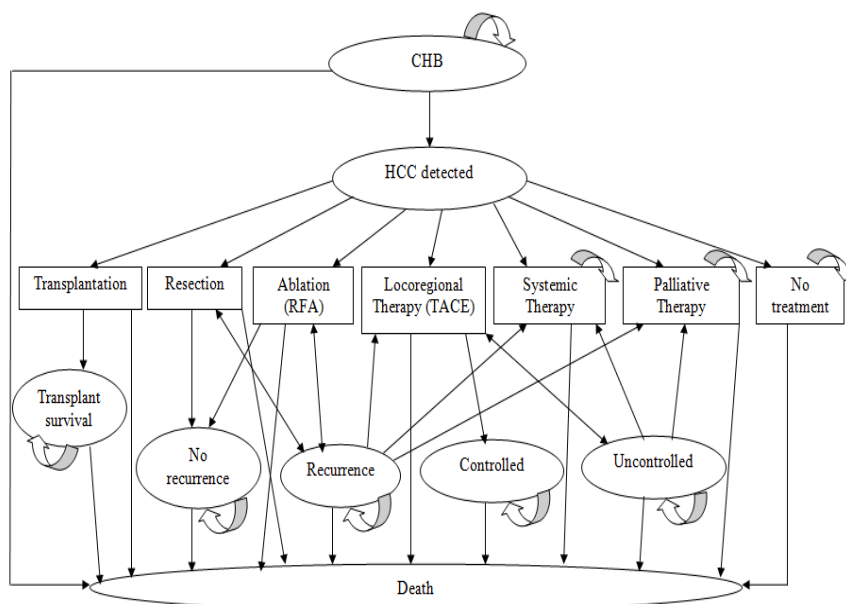 CHB
HCC detected
Transplantation
Resection
Ablation
(RFA)
Locoregional
Therapy (TACE)
Systemic
Therapy
Palliative
Therapy
No
treatment
Transplant
survival
No
recurrence
Recurrence
Controlled
Uncontrolled
Death